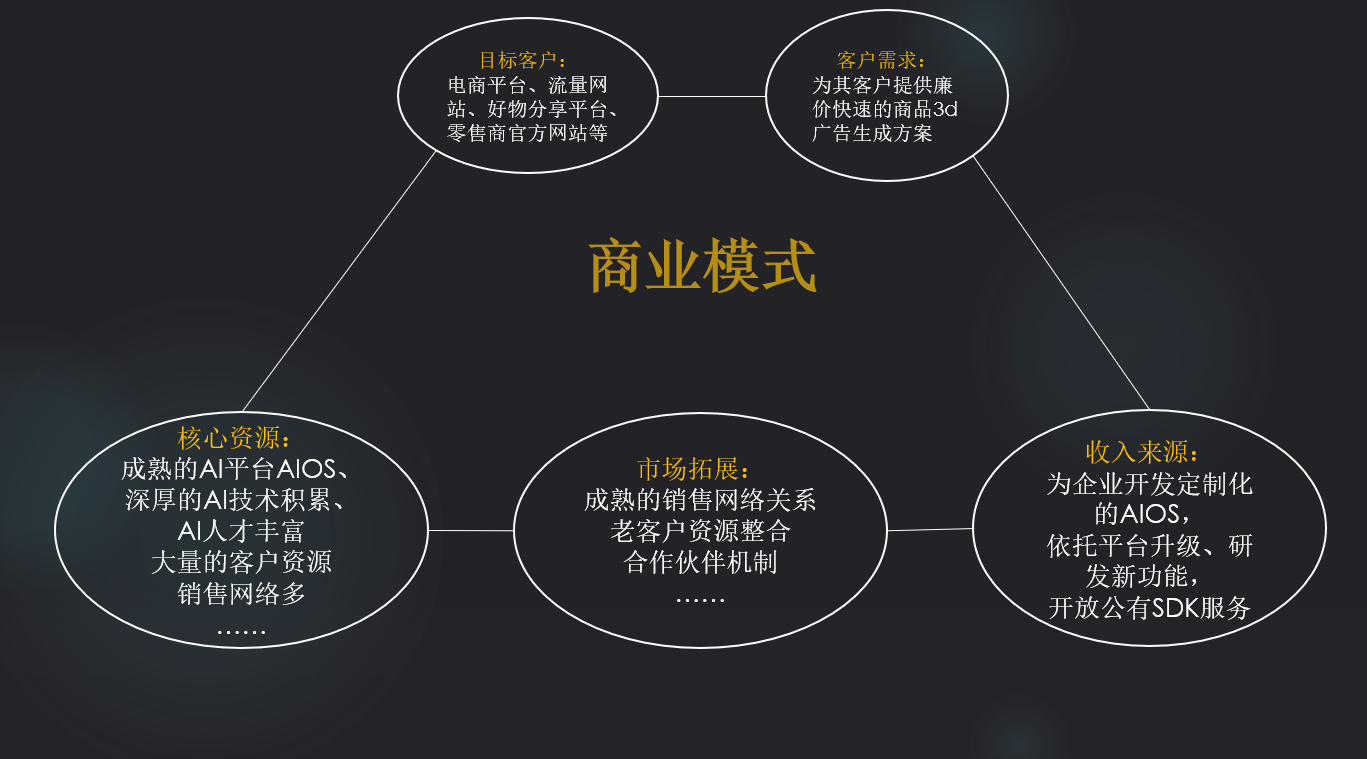 目标客户：
电商平台、流量网
站、好物分享平台、
零售商官方网站等
客户需求：
为其客户提供廉
价快速的商品3d
广告生成方案
商业模式
核心资源：
成熟的AI平台AIOS、
深厚的AI技术积累、
AI人才丰富
大量的客户资源
销售网络多
……
市场拓展：
成熟的销售网络关系
老客户资源整合
合作伙伴机制
……
收入来源：
为企业开发定制化
的AIOS，
依托平台升级、研
发新功能，
开放公有SDK服务